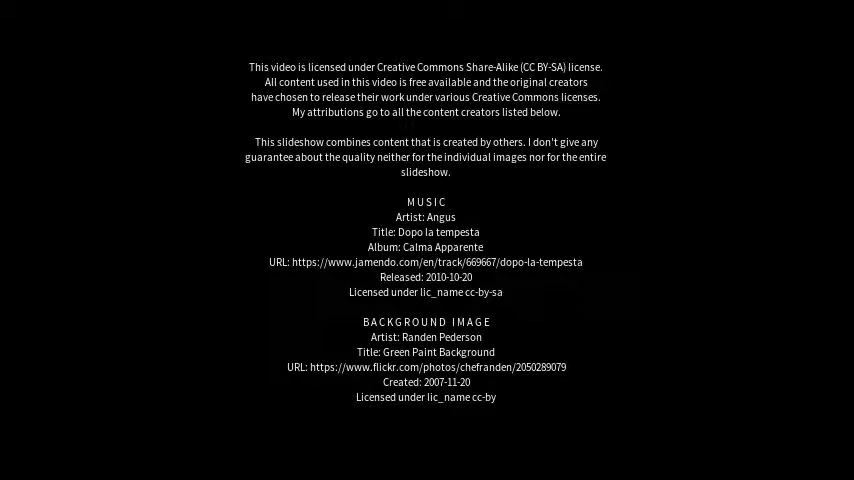 This video is licensed under Creative Commons Share-Alike (CC BY-SA) license.
All content used in this video is free available and the original creators
have chosen to release their work under various Creative Commons licenses.
My attributions go to all the content creators listed below.
This slideshow combines content that is created by others. I don't give any
guarantee about the quality neither for the individual images nor for the entire
slideshow.
MUSIC
Artist: Angus
Title: Dopo la tempesta
Album: Calma Apparente
URL: https://www.jamendo.com/en/track/669667/dopo-la-tempesta
Released: 2010-10-20
Licensed under lic_name cc-by-sa
BACKGROUND IMAGE
Artist: Randen Pederson
Title: Green Paint Background
URL: https://www.flickr.com/photos/chefranden/2050289079
Created: 2007-11-20
Licensed under lic_name cc-by